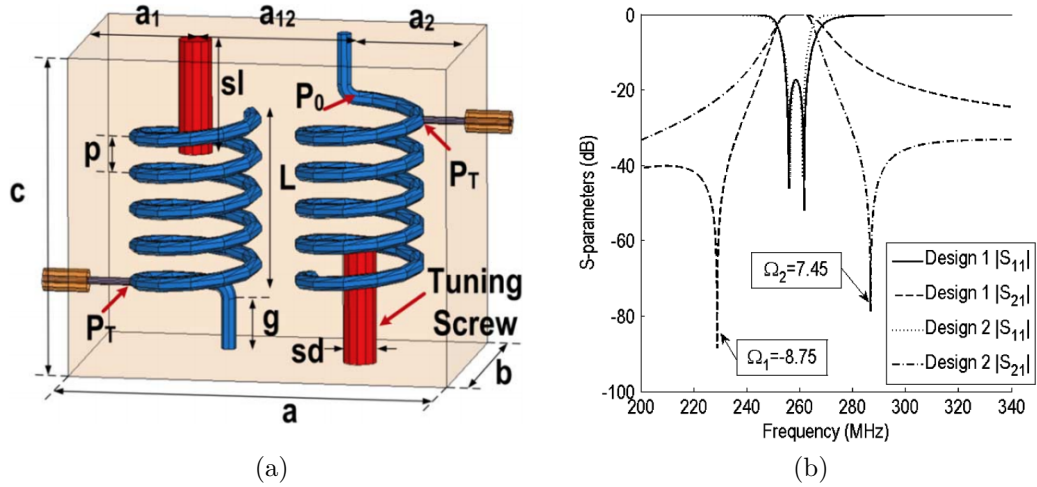 a1
a12
a2
sl
P0
p
PT
c
L
Tuning
Screw
PT
g
sd
b
a
(a)
0
-20
-40
-60
-80
-100
S-parameters (dB)
Ω2=7.45
Ω1=-8.75
Design 1 |S11|
Design 1 |S21|
Design 2 |S11|
Design 2 |S21|
200 220 240 260 280 300 320 340
Frequency (MHz)
(b)